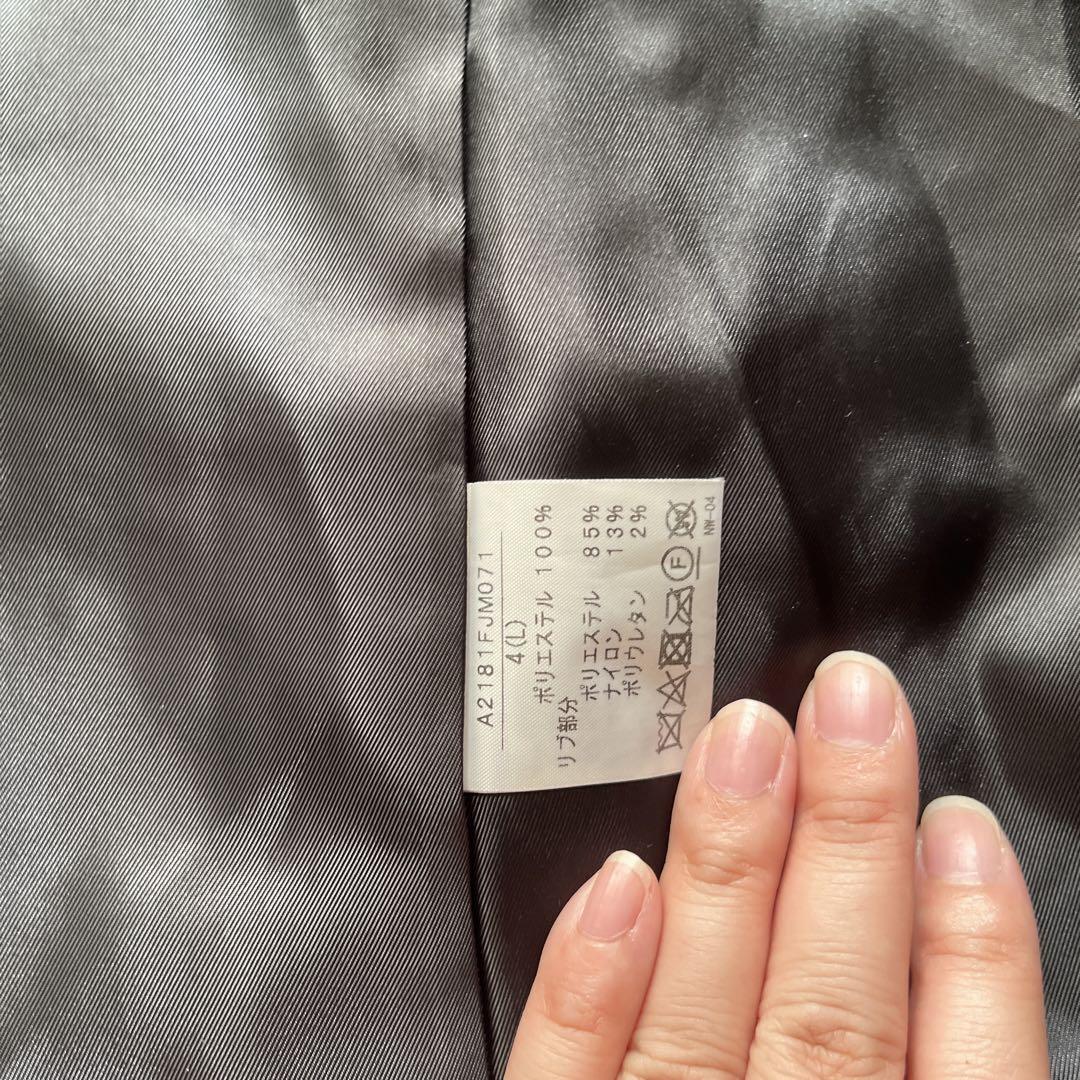 A2181FJM071
4(L)
ポリエステル 100%
リブ部分
ポリエステル 85%
ナイロン 13%
ポリウレタン 2%
F
W
NW-04